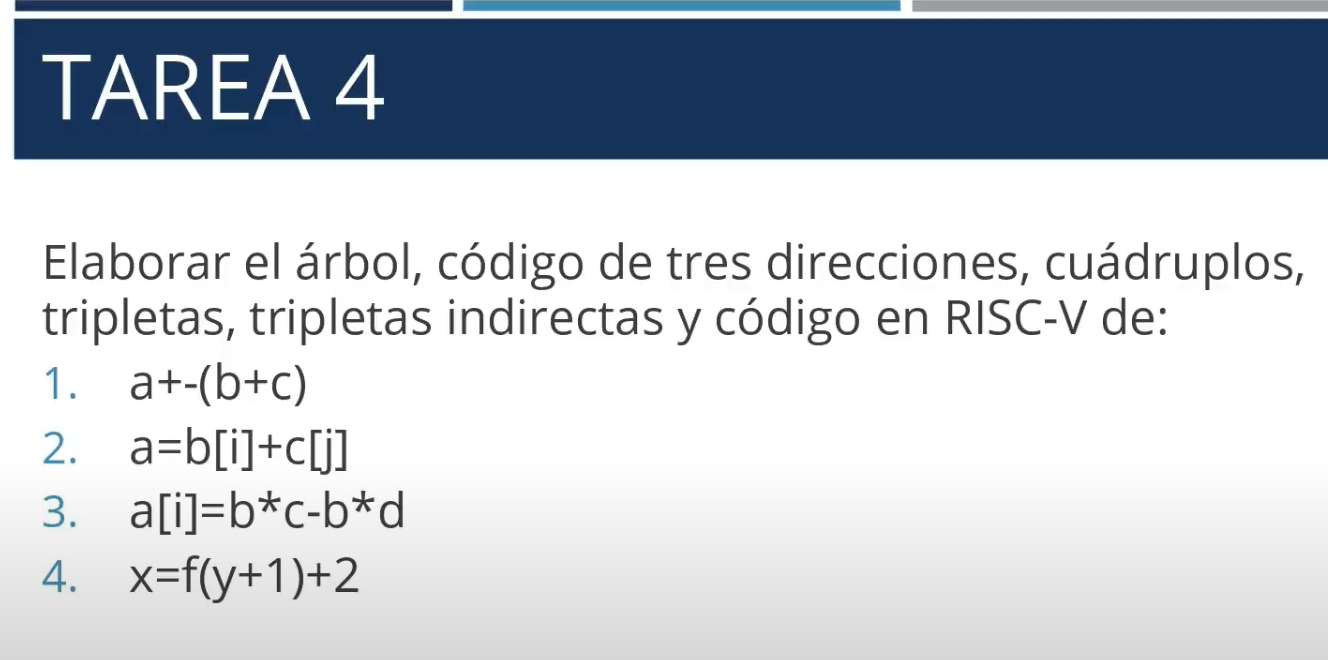 TAREA 4
Elaborar el árbol, código de tres direcciones, cuádruplos,
tripletas, tripletas indirectas y código en RISC-V de:
1. a+-(b+c)
2. a=b[i]+c[j]
3. a[i]=b*c-b*d
4. x=f(y+1)+2